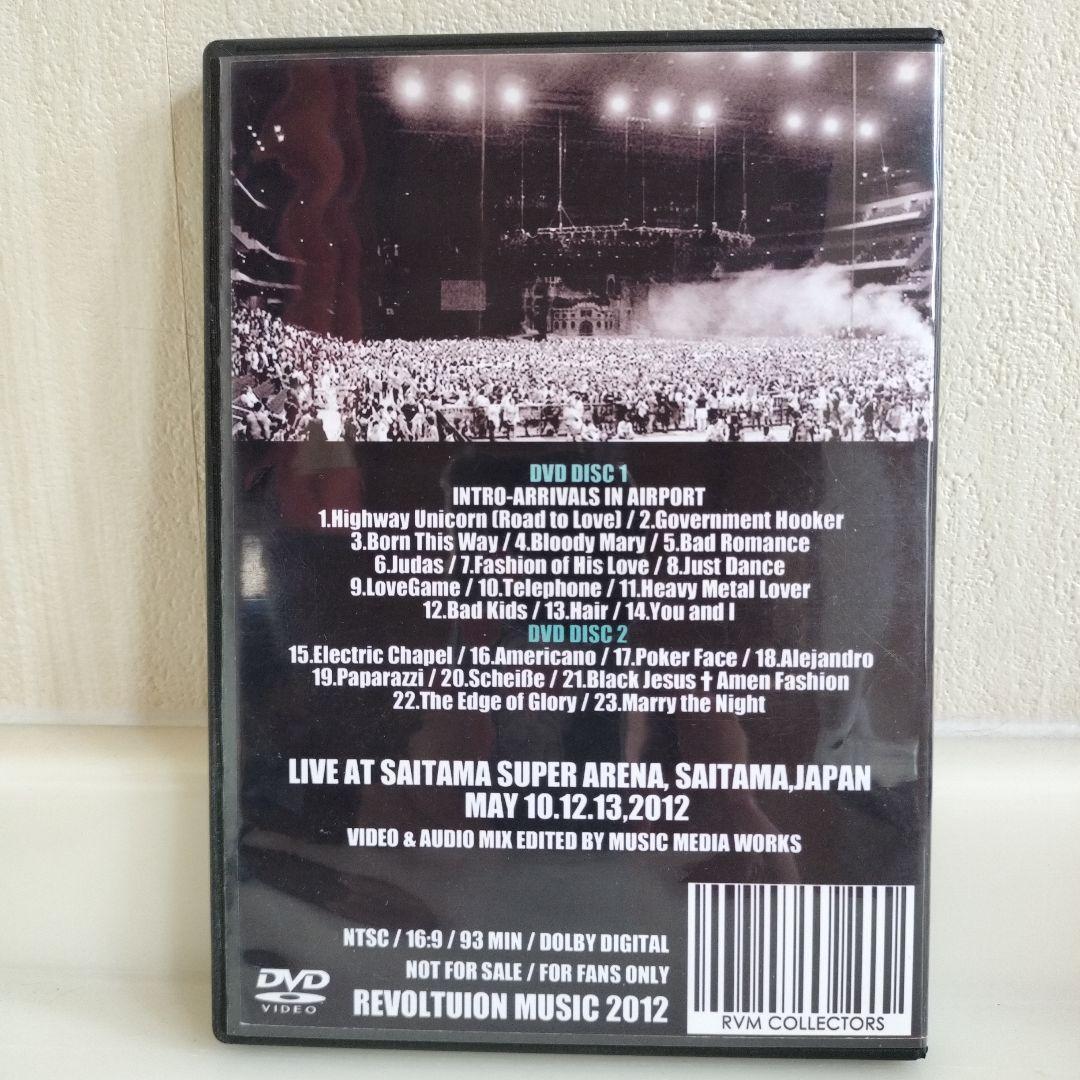 DVD DISC 1
INTRO-ARRIVALS IN AIRPORT
1.Highway Unicorn (Road to Love) / 2.Government Hooker
3.Born This Way / 4.Bloody Mary / 5.Bad Romance
6.Judas / 7.Fashion of His Love / 8.Just Dance
9.LoveGame / 10.Telephone / 11.Heavy Metal Lover
12.Bad Kids / 13.Hair / 14.You and I
DVD DISC 2
15.Electric Chapel / 16.Americano / 17.Poker Face / 18.Alejandro
19.Paparazzi / 20.Scheiße / 21.Black Jesus † Amen Fashion
22.The Edge of Glory / 23.Marry the Night
LIVE AT SAITAMA SUPER ARENA, SAITAMA,JAPAN
MAY 10.12.13,2012
VIDEO & AUDIO MIX EDITED BY MUSIC MEDIA WORKS
NTSC / 16:9 / 93 MIN / DOLBY DIGITAL
NOT FOR SALE / FOR FANS ONLY
REVOLTUION MUSIC 2012
DVD
VIDEO
RVM COLLECTORS